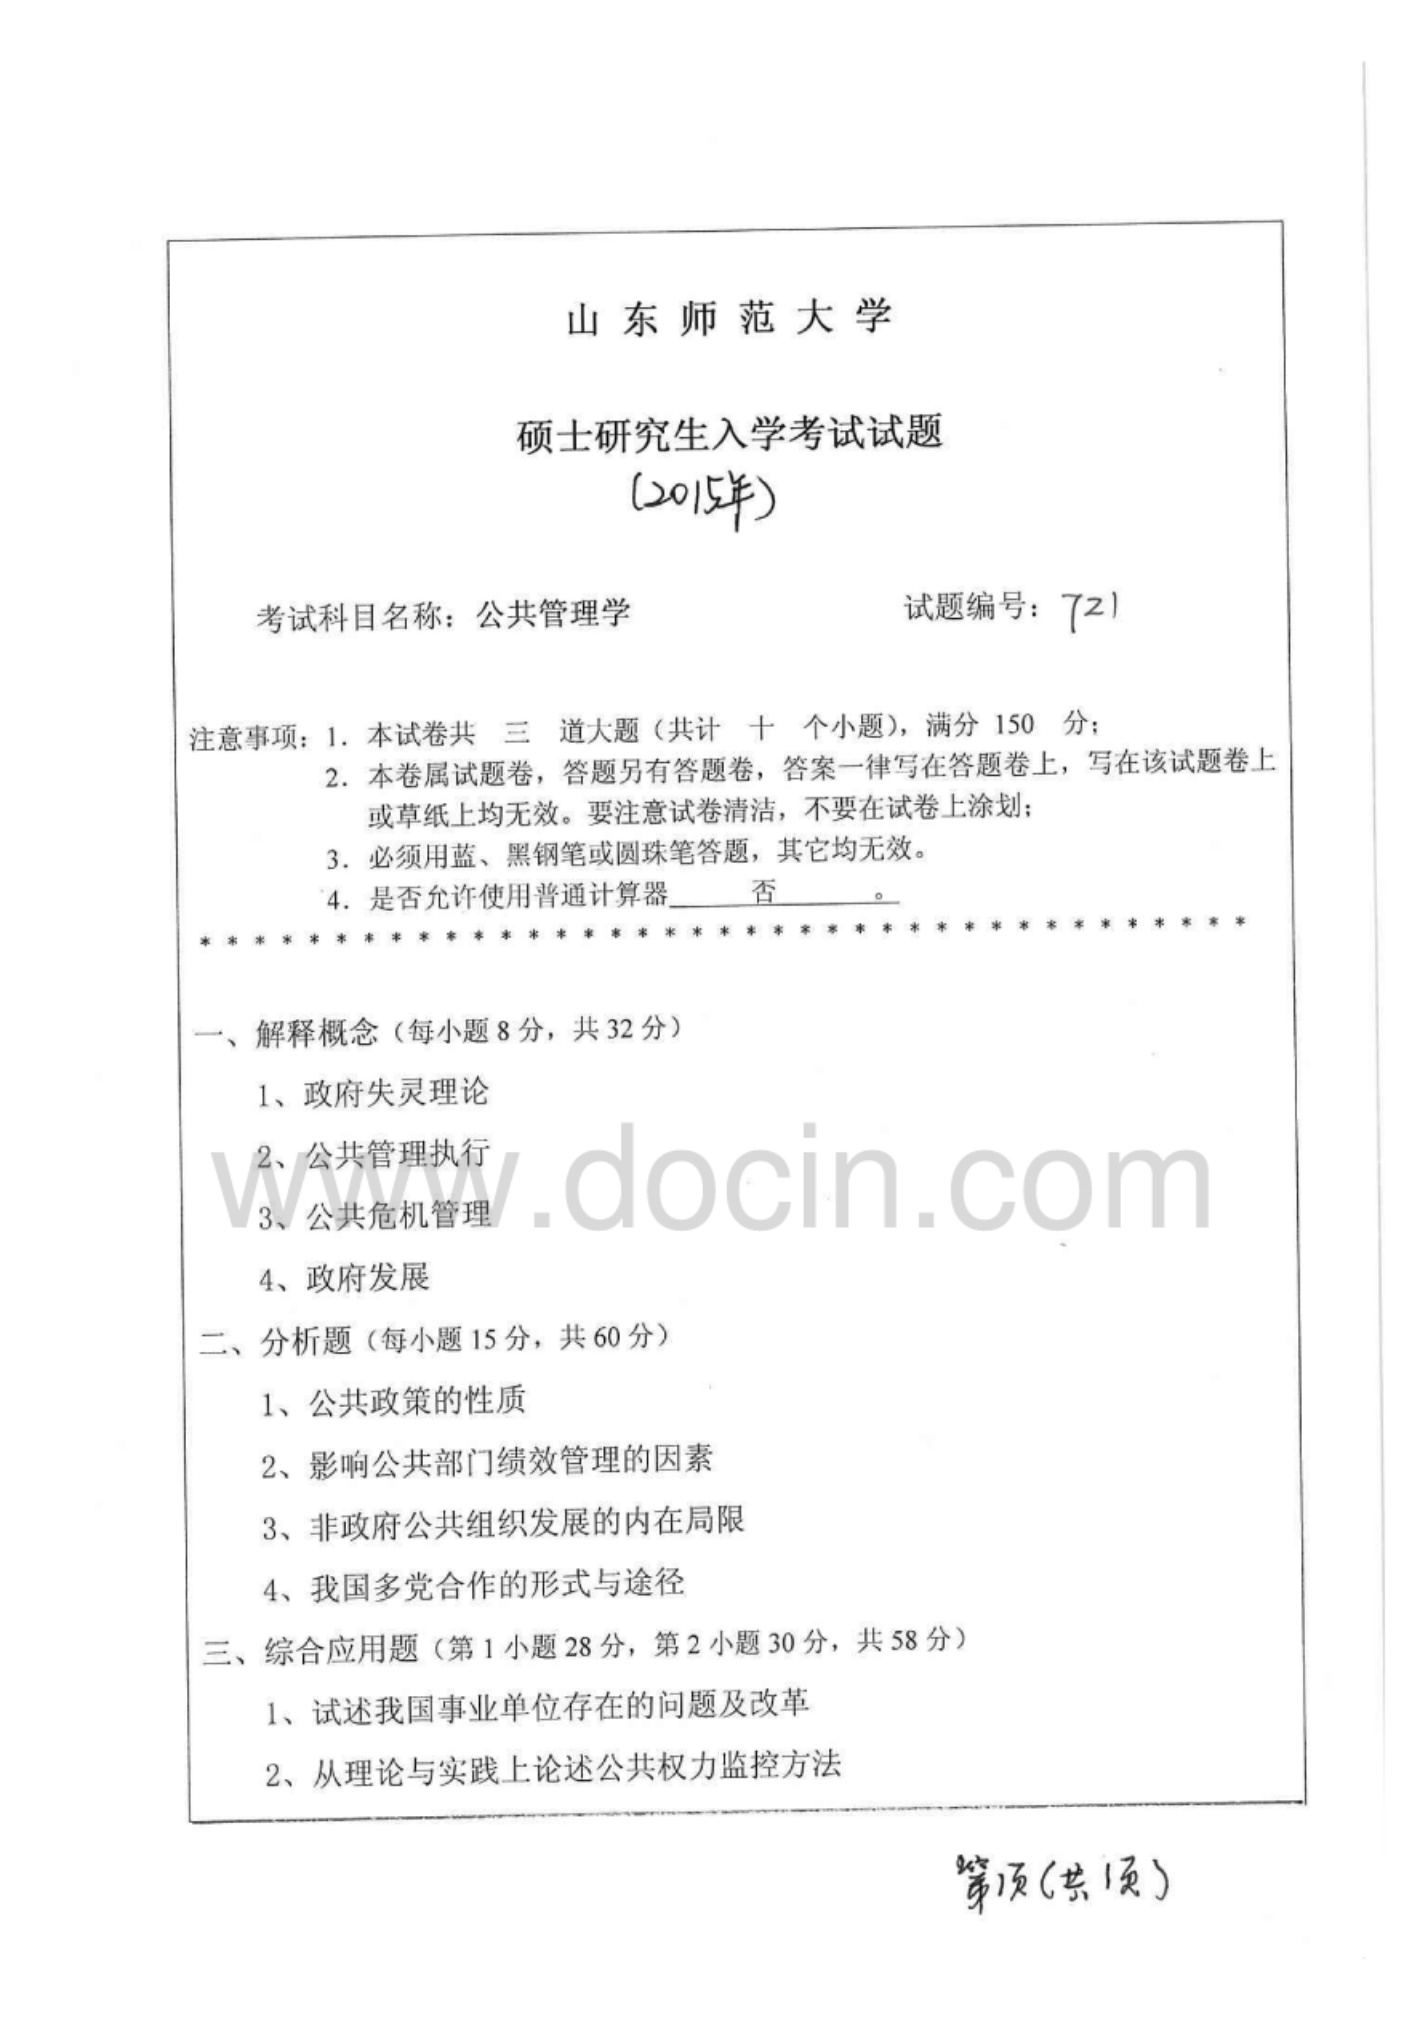 山东师范大学
硕士研究生入学考试试题
(2015年)
考试科目名称：公共管理学 试题编号：721
注意事项：1．本试卷共 三 道大题（共计 十 个小题），满分 150 分；
2．本卷属试题卷，答题另有答题卷，答案一律写在答题卷上，写在该试题卷上
或草纸上均无效。要注意试卷清洁，不要在试卷上涂划；
3．必须用蓝、黑钢笔或圆珠笔答题，其它均无效。
4．是否允许使用普通计算器 否 。
* * * * * * * * * * * * * * * * * * * * * * * * * * * * * * * * * * * * * * *
一、解释概念（每小题 8 分，共 32 分）
1、政府失灵理论
2、公共管理执行
www.docin.com
3、公共危机管理
4、政府发展
二、分析题（每小题 15 分，共 60 分）
1、公共政策的性质
2、影响公共部门绩效管理的因素
3、非政府公共组织发展的内在局限
4、我国多党合作的形式与途径
三、综合应用题（第 1 小题 28 分，第 2 小题 30 分，共 58 分）
1、试述我国事业单位存在的问题及改革
2、从理论与实践上论述公共权力监控方法
第1页(共1页)